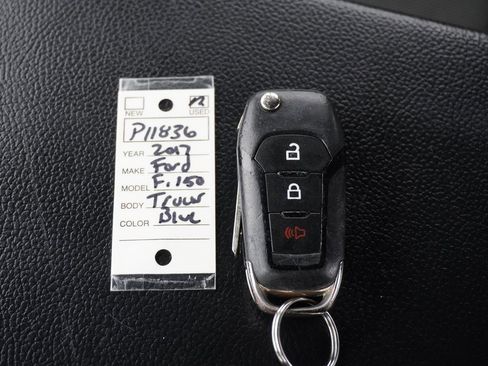 NEW USED
P11836
YEAR 2017
MAKE Ford
MODEL F-150
BODY Truck
COLOR Blue